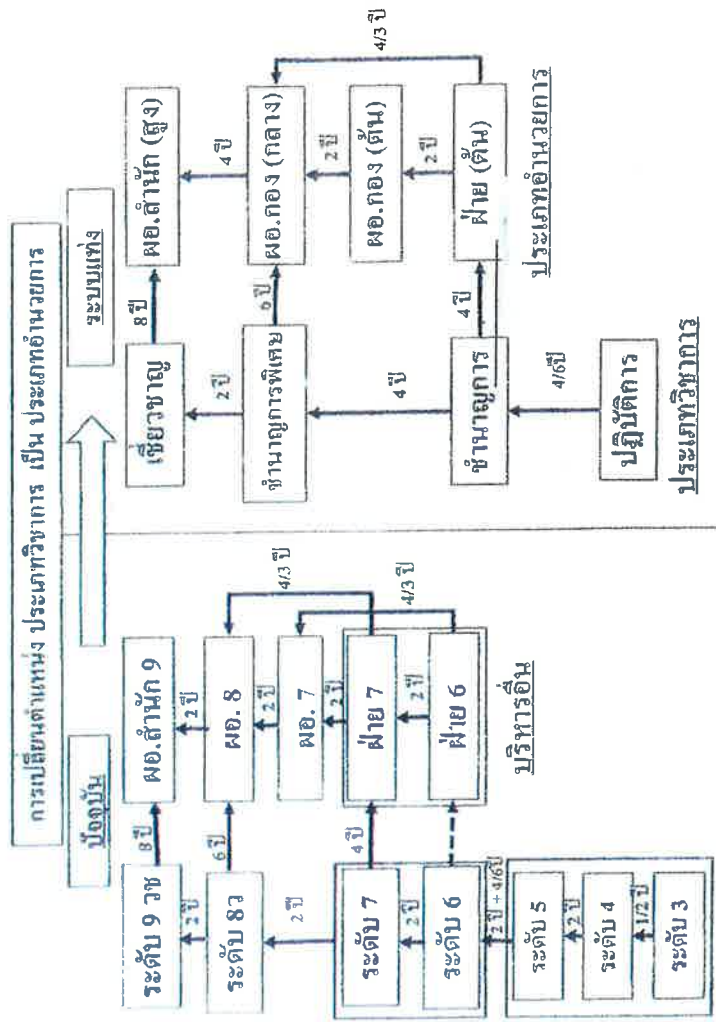 การเปลี่ยนตำแหน่ง ประเภทวิชาการ เป็น ประเภทอำนวยการ
ปัจจุบัน
ระดับ 9 วช
8 ปี
ผอ.สำนัก 9
2 ปี
2 ปี
ระดับ 8ว
6 ปี
ผอ. 8
2 ปี
2 ปี
4/3 ปี
ผอ. 7
2 ปี
4/3 ปี
ระดับ 7
4 ปี
ฝ่าย 7
2 ปี
2 ปี
ระดับ 6
ฝ่าย 6
2 ปี + 4/6ปี
บริหารอื่น
ระดับ 5
2 ปี
ระดับ 4
1/2 ปี
ระดับ 3
ระบบแท่ง
เชี่ยวชาญ
8 ปี
ผอ.สำนัก (สูง)
2 ปี
4 ปี
ชำนาญการพิเศษ
6 ปี
ผอ.กอง (กลาง)
4 ปี
2 ปี
4/3 ปี
ผอ.กอง (ต้น)
2 ปี
ชำนาญการ
4 ปี
ฝ่าย (ต้น)
4/6ปี
ประเภทอำนวยการ
ปฏิบัติการ
ประเภทวิชาการ